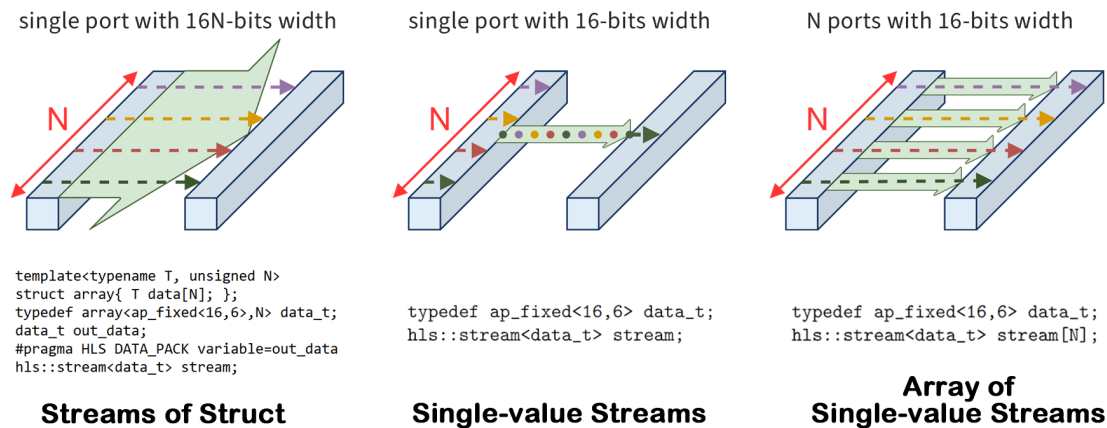 single port with 16N-bits width
N
template<typename T, unsigned N>
struct array{ T data[N]; };
typedef array<ap_fixed<16,6>,N> data_t;
data_t out_data;
#pragma HLS DATA_PACK variable=out_data
hls::stream<data_t> stream;
Streams of Struct
single port with 16-bits width
N
typedef ap_fixed<16,6> data_t;
hls::stream<data_t> stream;
Single-value Streams
N ports with 16-bits width
N
typedef ap_fixed<16,6> data_t;
hls::stream<data_t> stream[N];
Array of
Single-value Streams